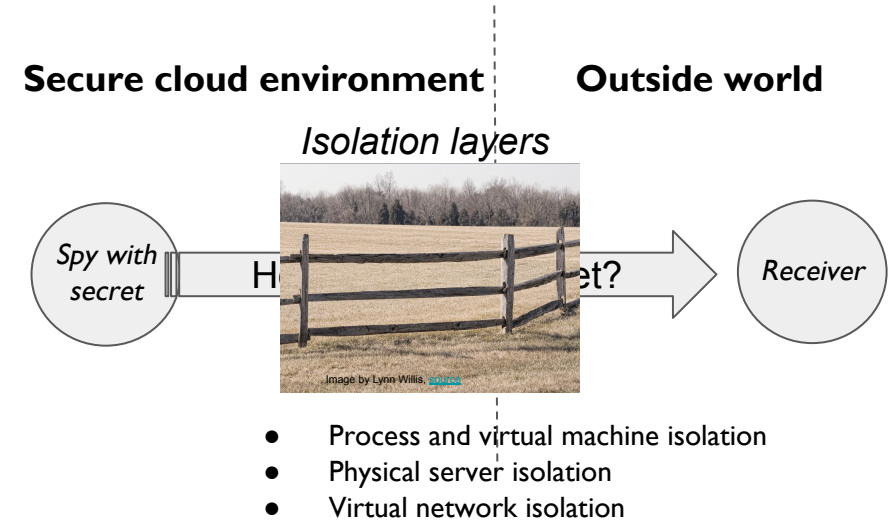 Secure cloud environment
Outside world
Isolation layers
Spy with
secret
H
et?
Receiver
Image by Lynn Willis, source
● Process and virtual machine isolation
● Physical server isolation
● Virtual network isolation